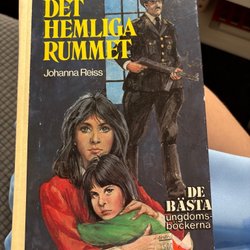 DET
HEMLIGA
RUMMET
Johanna Reiss
DE
BÄSTA
ungdoms-
böckerna